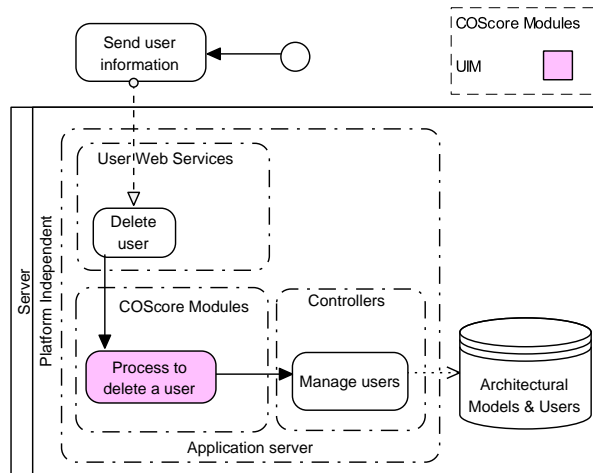 Send user
information
COScore Modules
UIM
Server
Platform Independent
User Web Services
Delete
user
COScore Modules
Controllers
Process to
delete a user
Manage users
Architectural
Models & Users
Application server